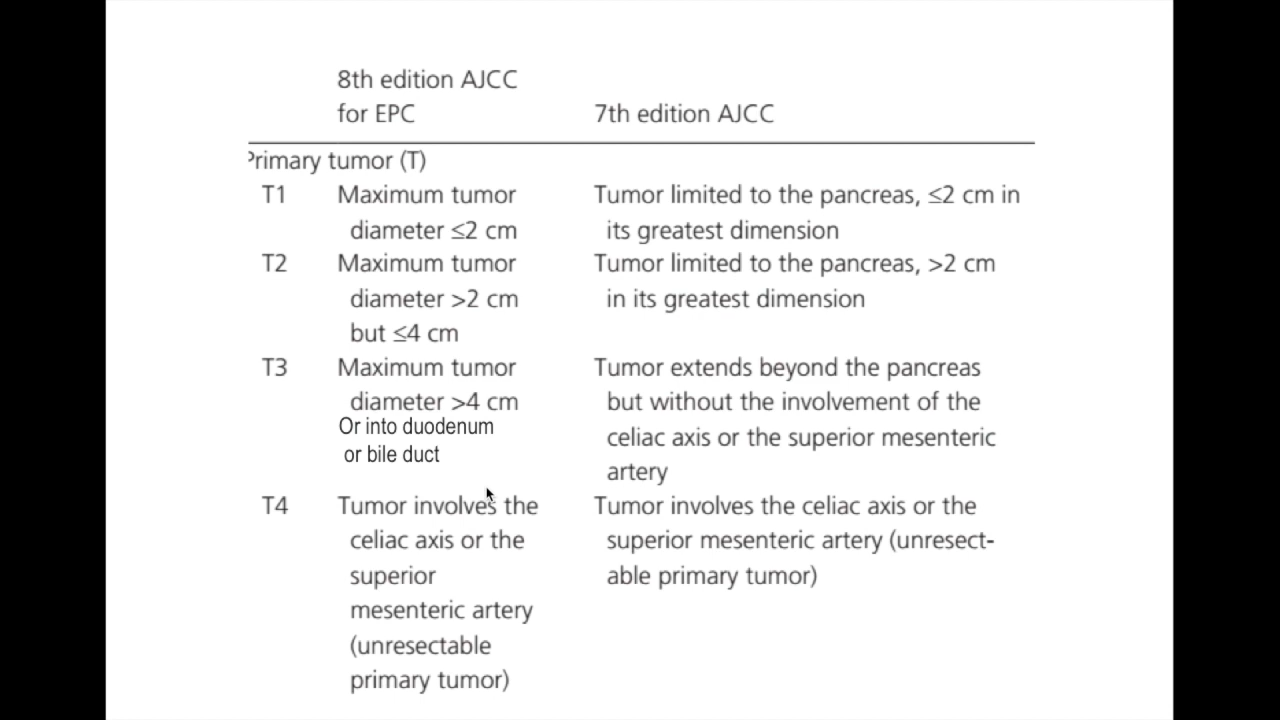 8th edition AJCC
for EPC
7th edition AJCC
Primary tumor (T)
T1
Maximum tumor
diameter ≤2 cm
Tumor limited to the pancreas, ≤2 cm in
its greatest dimension
T2
Maximum tumor
diameter >2 cm
but ≤4 cm
Tumor limited to the pancreas, >2 cm
in its greatest dimension
T3
Maximum tumor
diameter >4 cm
Or into duodenum
or bile duct
Tumor extends beyond the pancreas
but without the involvement of the
celiac axis or the superior mesenteric
artery
T4
Tumor involves the
celiac axis or the
superior
mesenteric artery
(unresectable
primary tumor)
Tumor involves the celiac axis or the
superior mesenteric artery (unresect-
able primary tumor)